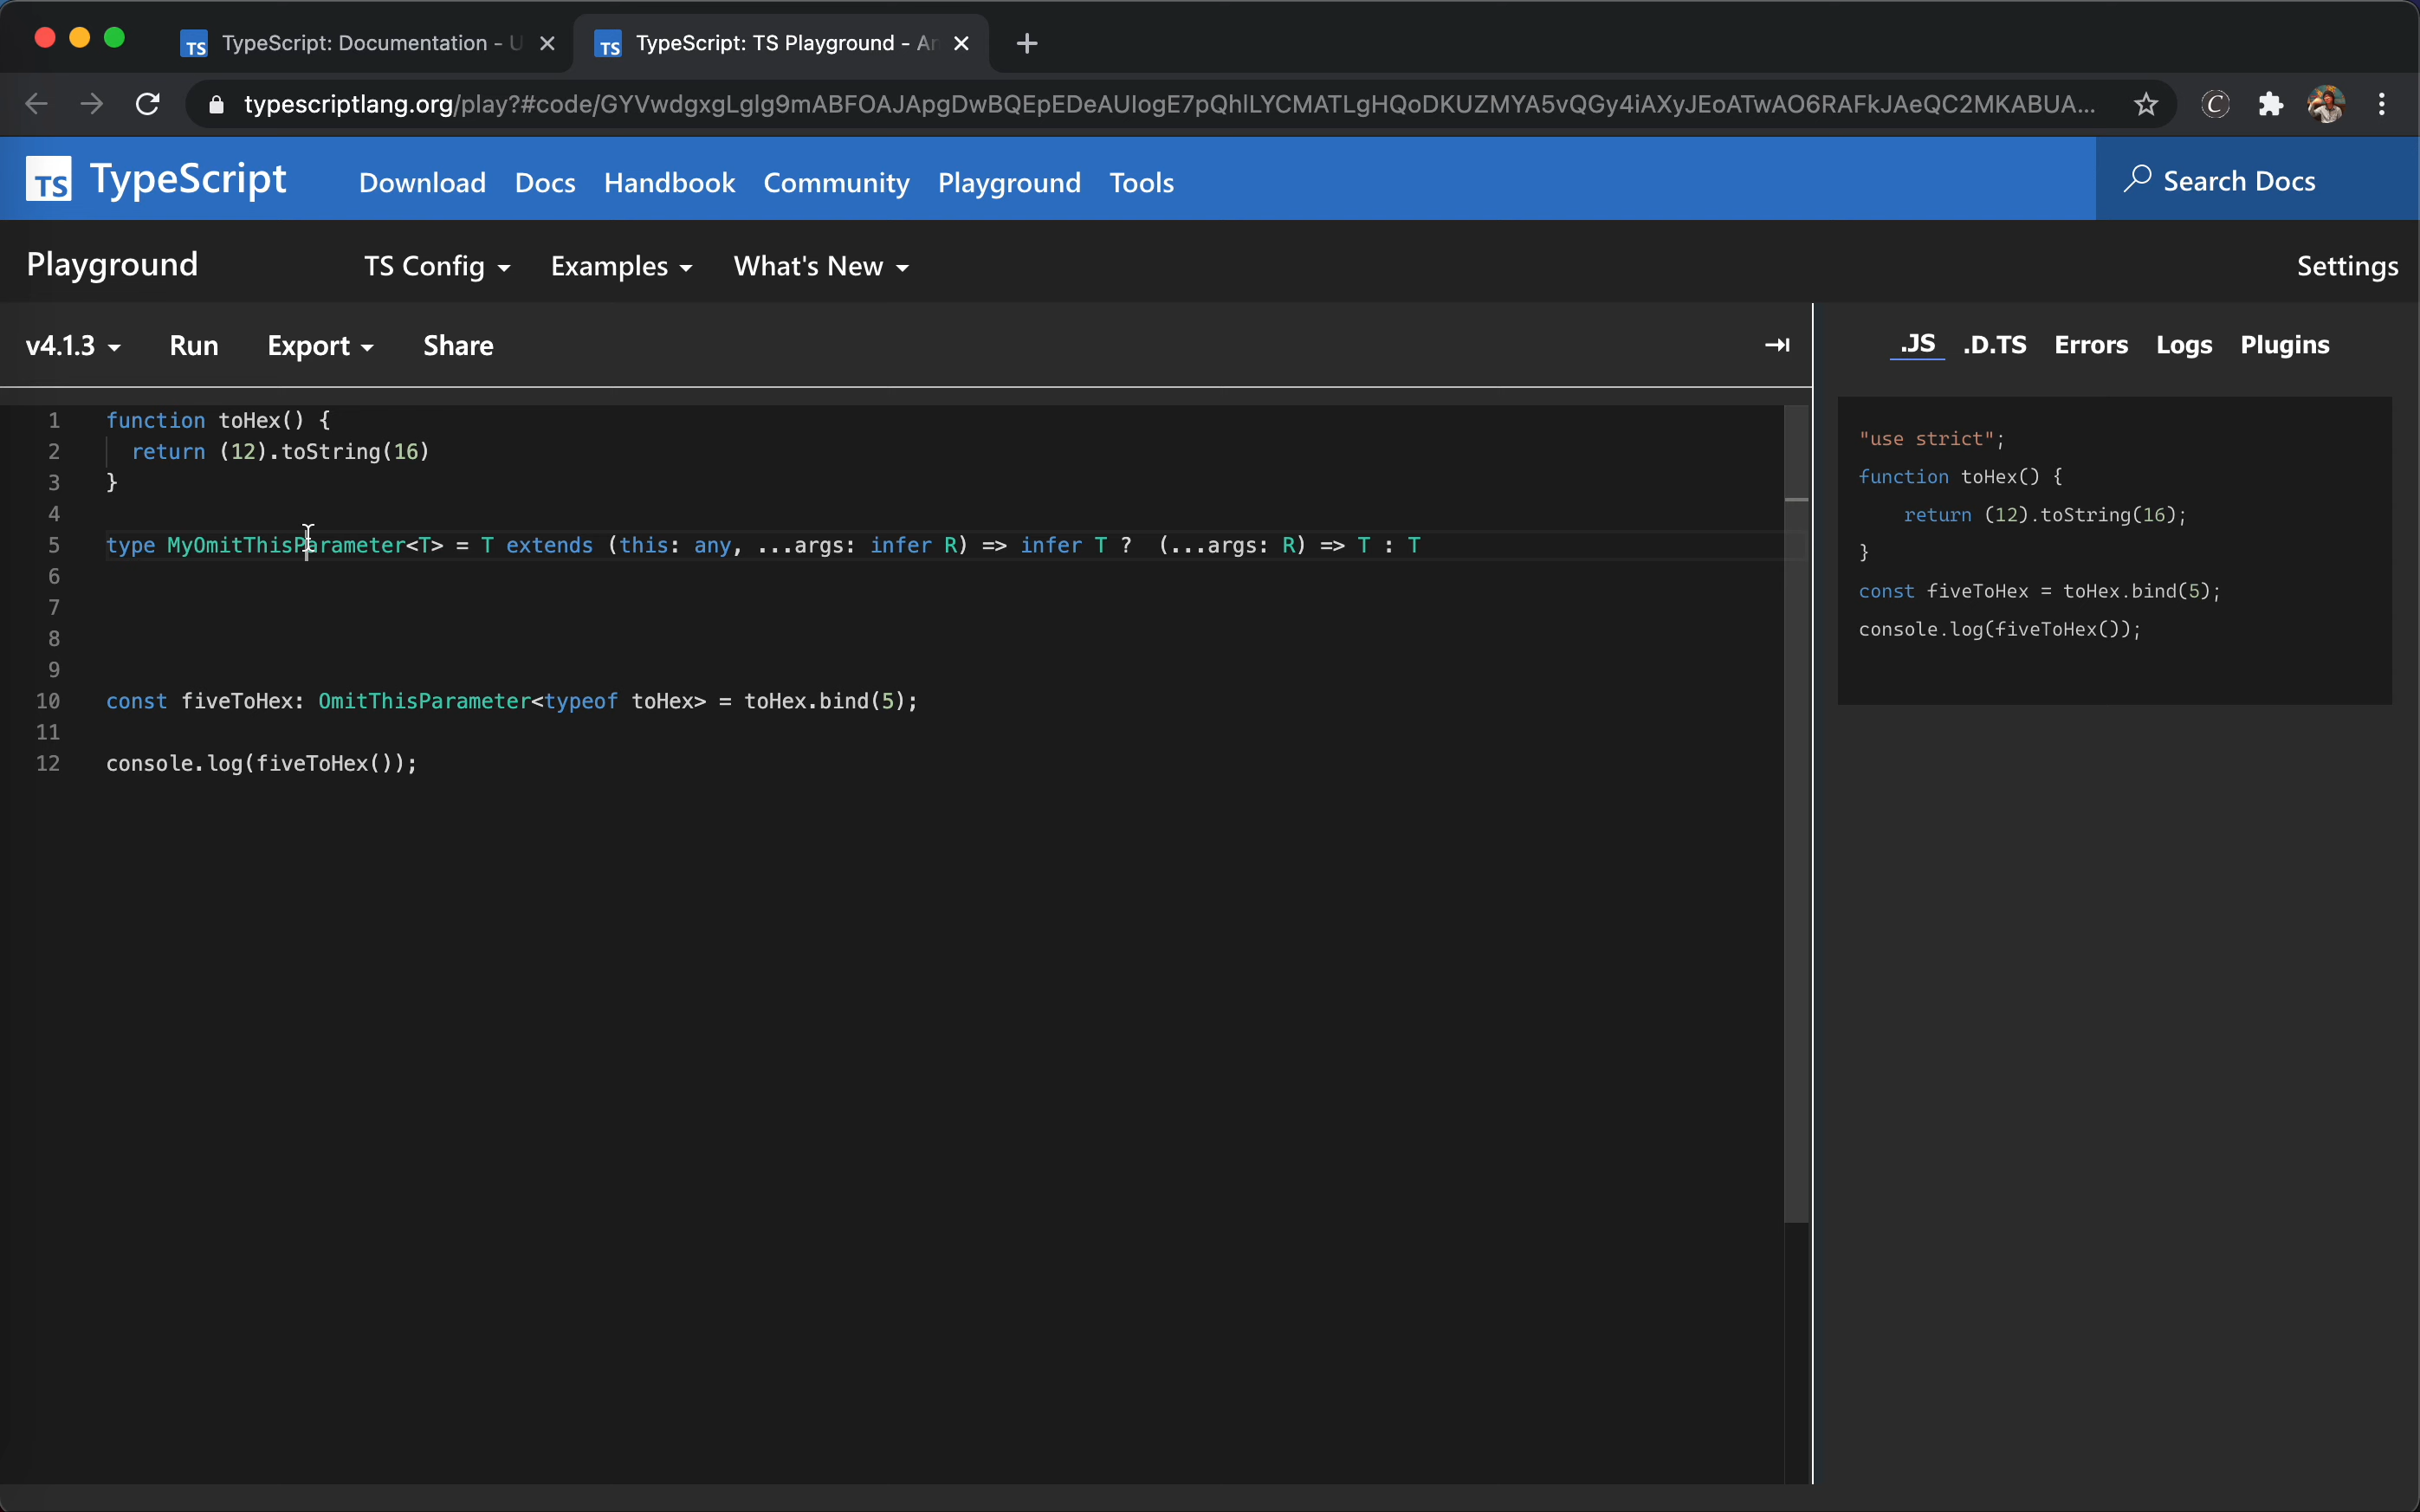 TypeScript: Documentation - U
TypeScript: TS Playground - An
typescriptlang.org/play?#code/GYVwdgxgLglg9mABFOAJApgDwBQEpEDeAUIogE7pQhlLYCMATLgHQoDKUZMYA5vQGy4iAXyJEoATwAO6RAFkJAeQC2MKABUA...
TS TypeScript
Download Docs Handbook Community Playground Tools
Search Docs
Playground
TS Config Examples What's New
Settings
v4.1.3 Run Export Share
.JS .D.TS Errors Logs Plugins
1 function toHex() {
2 return (12).toString(16)
3 }
4
5 type MyOmitThisParameter<T> = T extends (this: any, ...args: infer R) => infer T ? (...args: R) => T : T
6
7
8
9
10 const fiveToHex: OmitThisParameter<typeof toHex> = toHex.bind(5);
11
12 console.log(fiveToHex());
"use strict";
function toHex() {
return (12).toString(16);
}
const fiveToHex = toHex.bind(5);
console.log(fiveToHex());